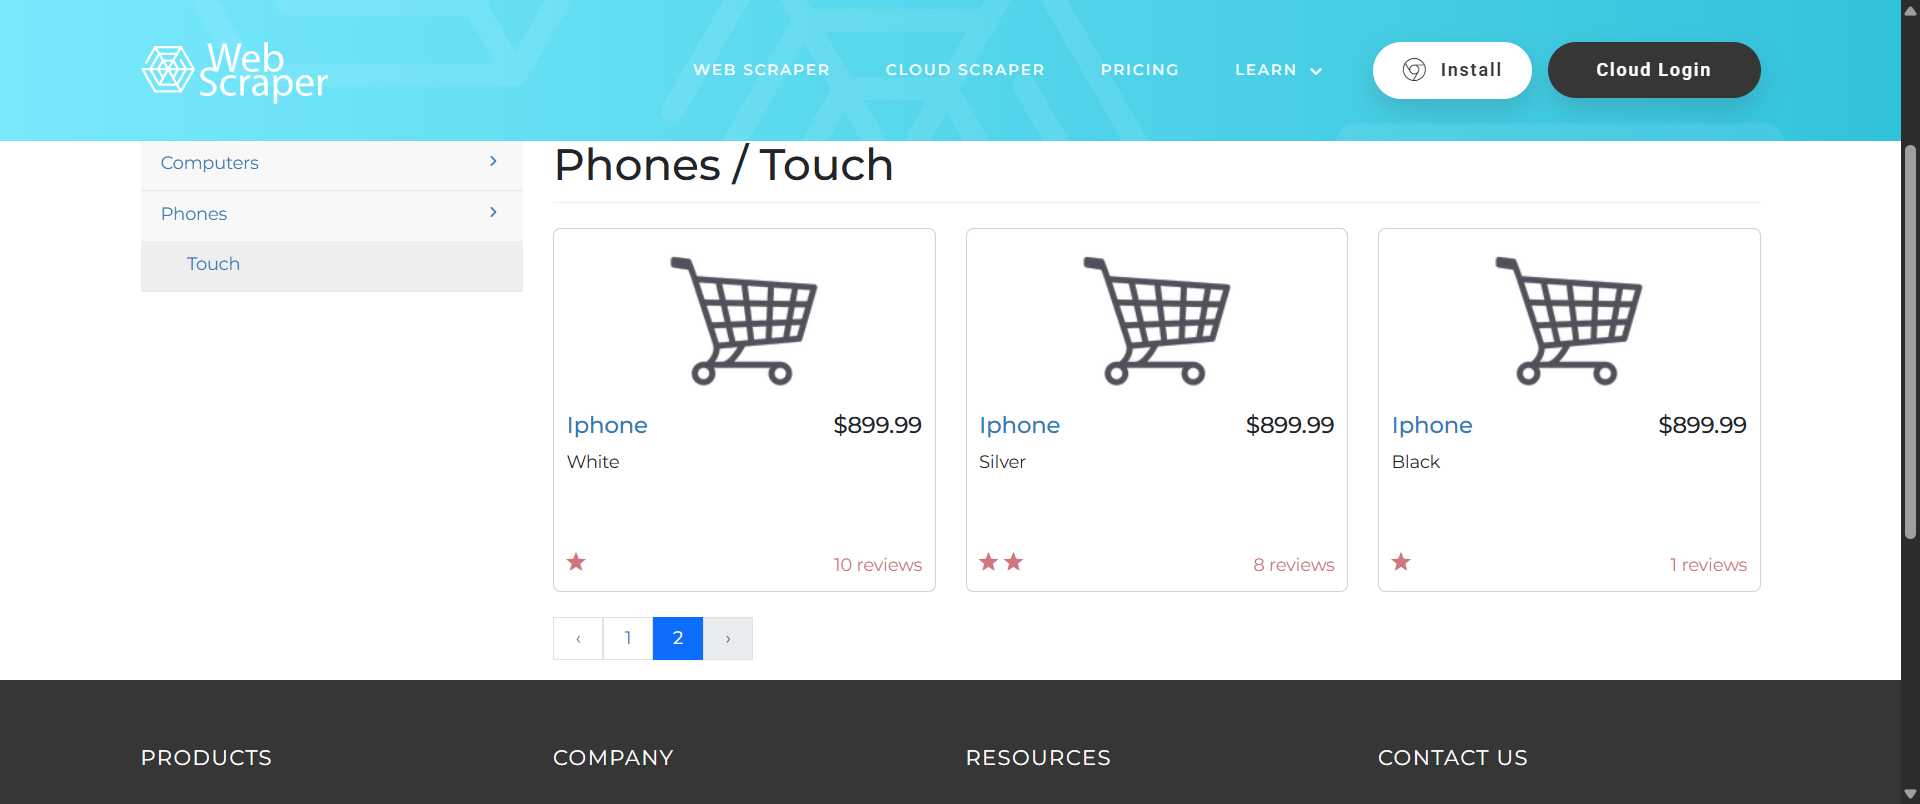 Web
Scraper
WEB SCRAPER
CLOUD SCRAPER
PRICING
LEARN
Install
Cloud Login
Computers
Phones
Touch
Phones / Touch
Iphone $899.99
White
10 reviews
Iphone $899.99
Silver
8 reviews
Iphone $899.99
Black
1 reviews
‹ 1 2 ›
PRODUCTS
COMPANY
RESOURCES
CONTACT US